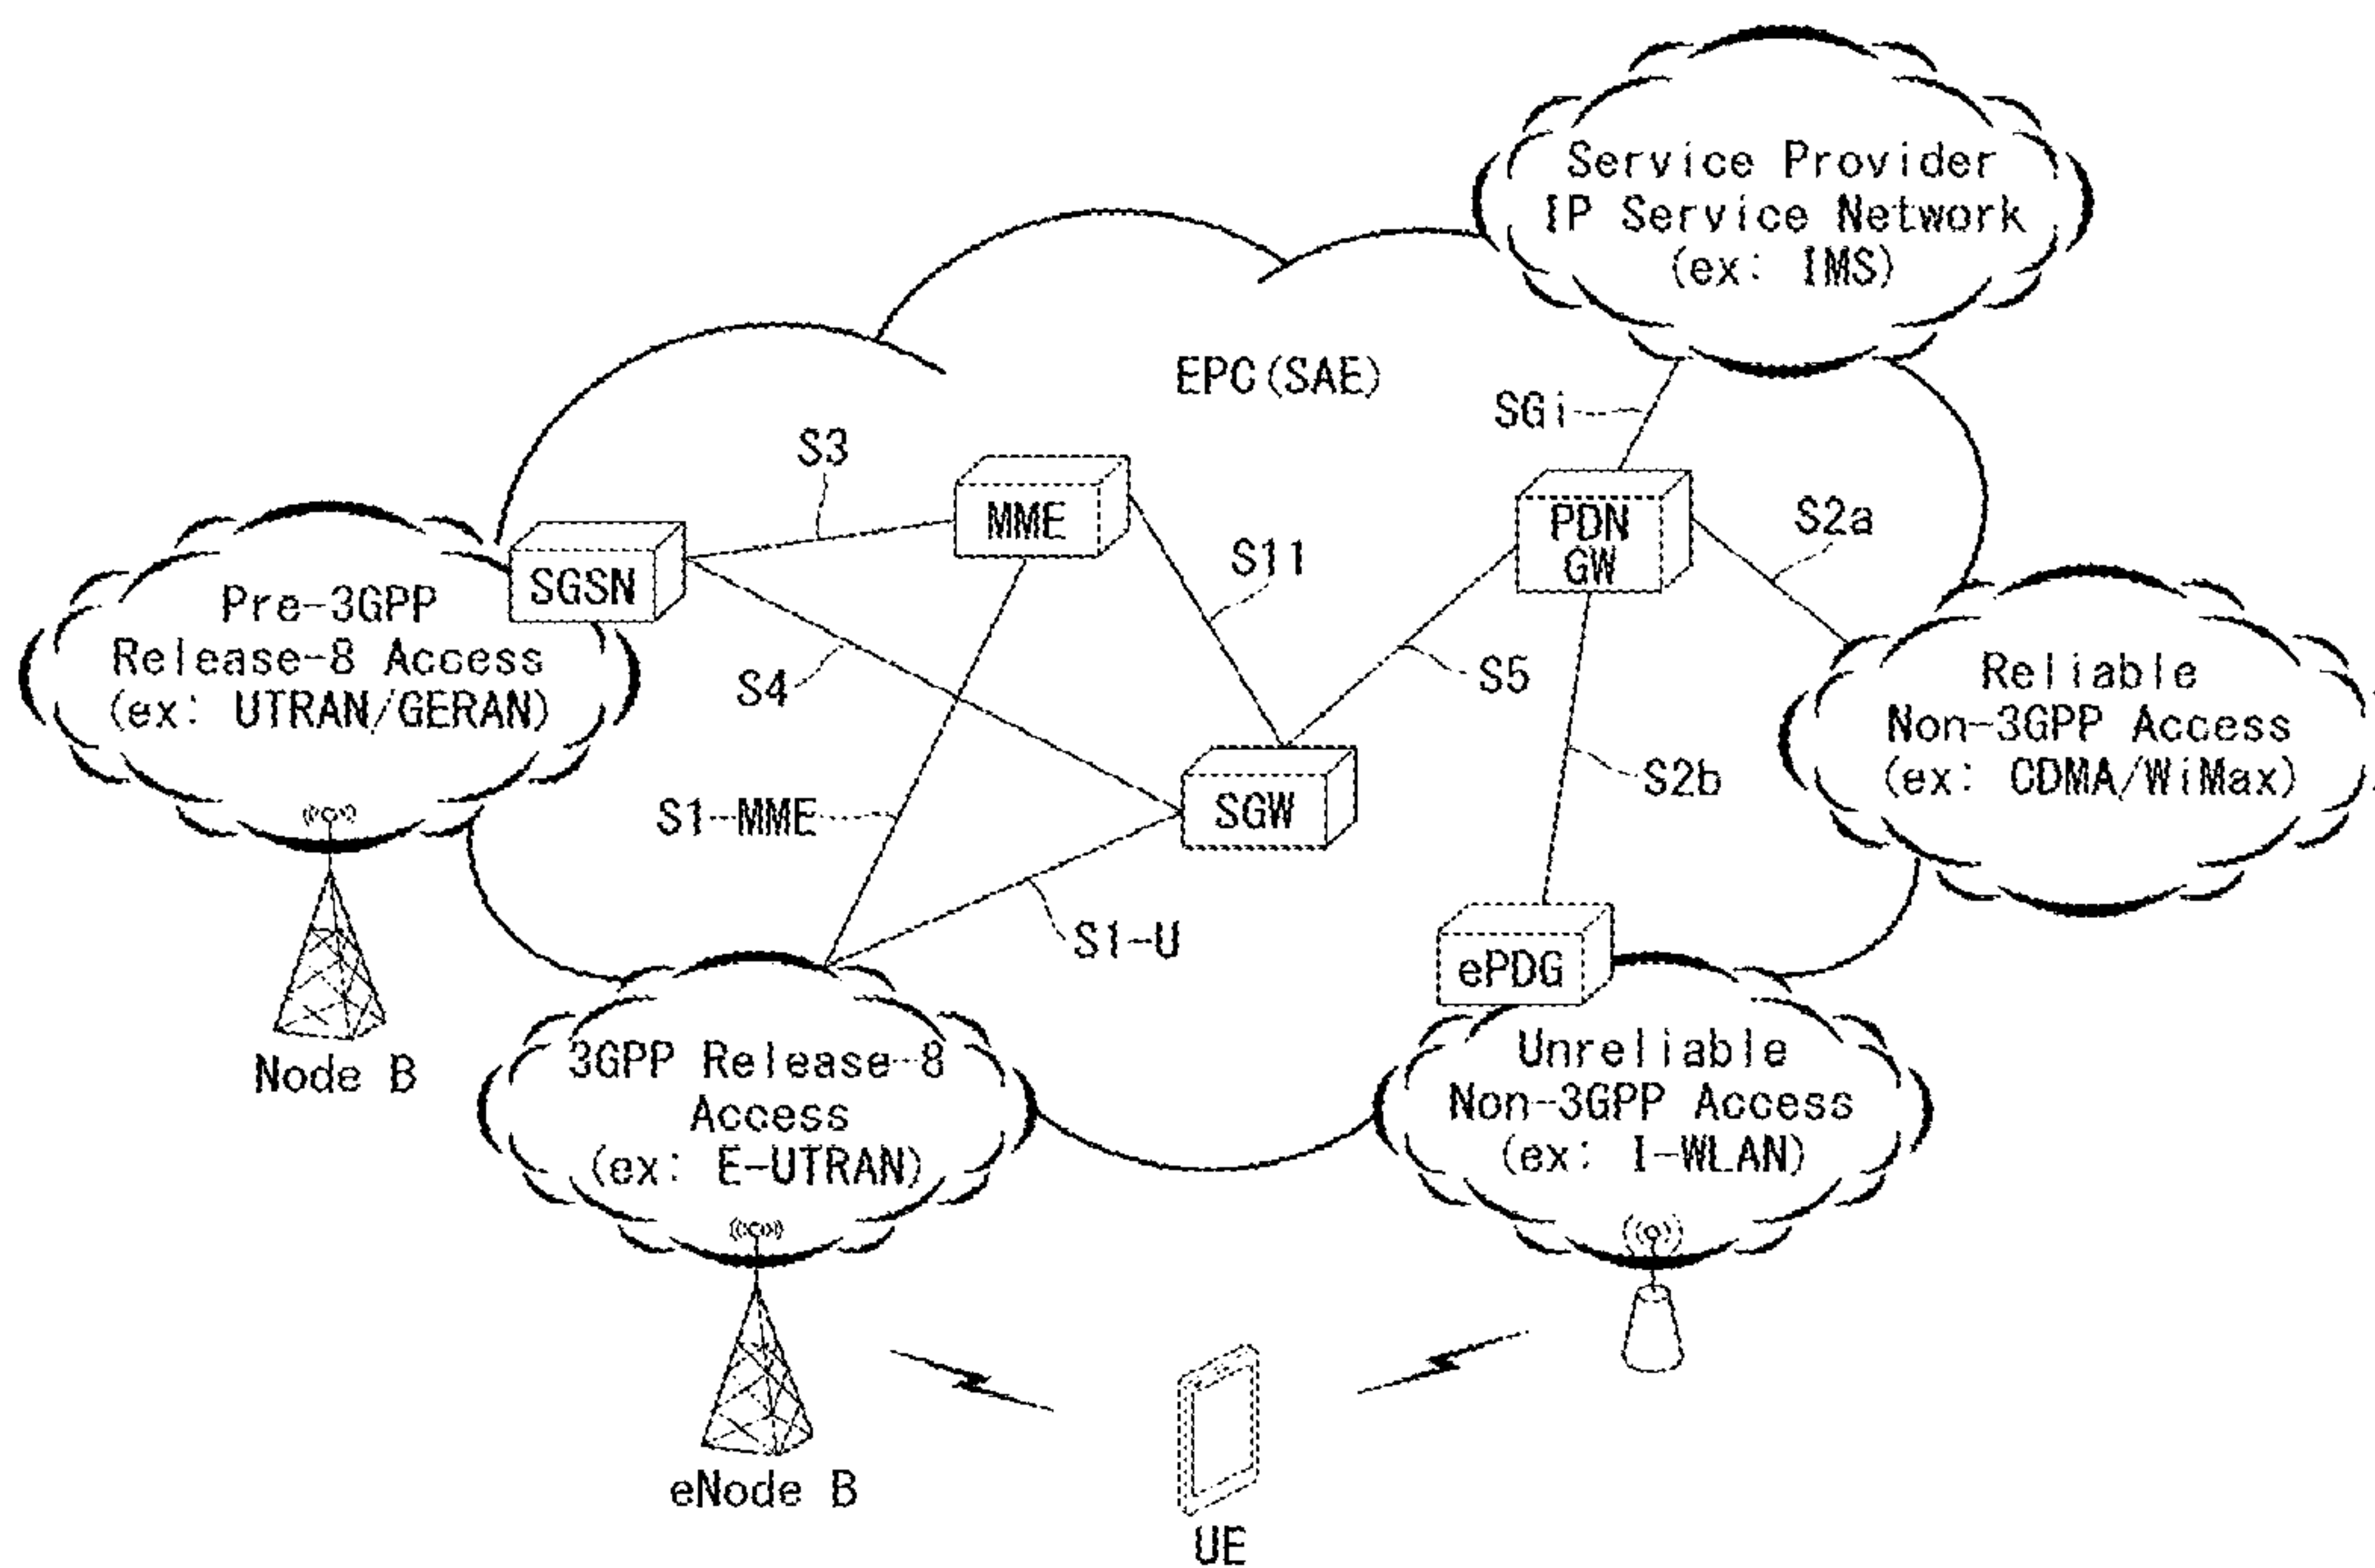 Service Provider
IP Service Network
(ex: IMS)
EPC(SAE)
SGi
S3
MME
PDN
GW
S2a
SGSN
S11
Pre-3GPP
Release-8 Access
(ex: UTRAN/GERAN)
S4
S5
Reliable
Non-3GPP Access
(ex: CDMA/WiMax)
S2b
S1-MME
SGW
S1-U
ePDG
Node B
3GPP Release-8
Access
(ex: E-UTRAN)
Unreliable
Non-3GPP Access
(ex: I-WLAN)
eNode B
UE